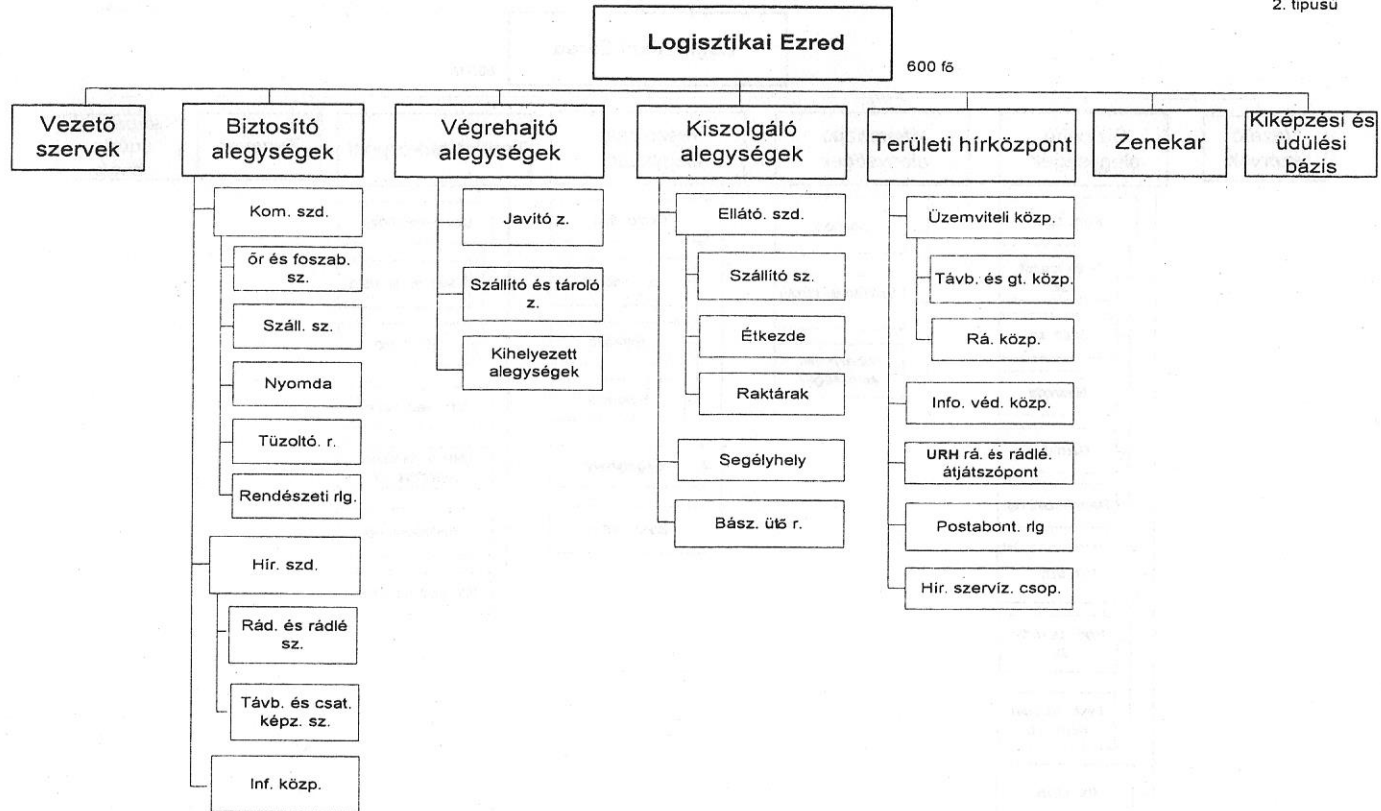 2. tipusú
Logisztikai Ezred
600 fő
Vezető
szervek
Biztosító
alegységek
Végrehajtó
alegységek
Kiszolgáló
alegységek
Területi hírközpont
Zenekar
Kiképzési és
üdülési
bázis
Kom. szd.
őr és foszab.
sz.
Száll. sz.
Nyomda
Tüzoltó. r.
Rendészeti rlg.
Hír. szd.
Rád. és rádlé
sz.
Távb. és csat.
képz. sz.
Inf. közp.
Javító z.
Szállító és tároló
z.
Kihelyezett
alegységek
Ellátó. szd.
Szállító sz.
Étkezde
Raktárak
Segélyhely
Bász. ütő r.
Üzemviteli közp.
Távb. és gt. közp.
Rá. közp.
Info. véd. közp.
URH rá. és rádlé.
átjátszópont
Postabont. rlg
Hír. szervíz. csop.